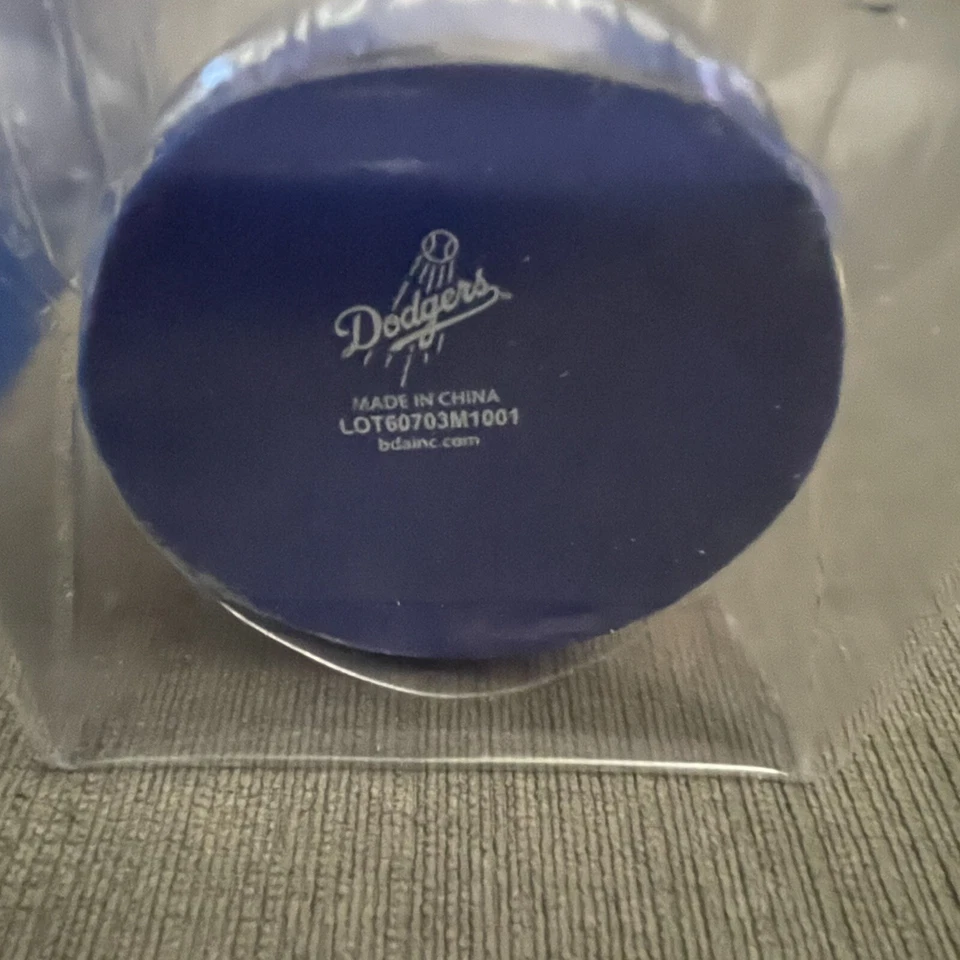 Dodgers
MADE IN CHINA
LOT60703M1001
bdainc.com